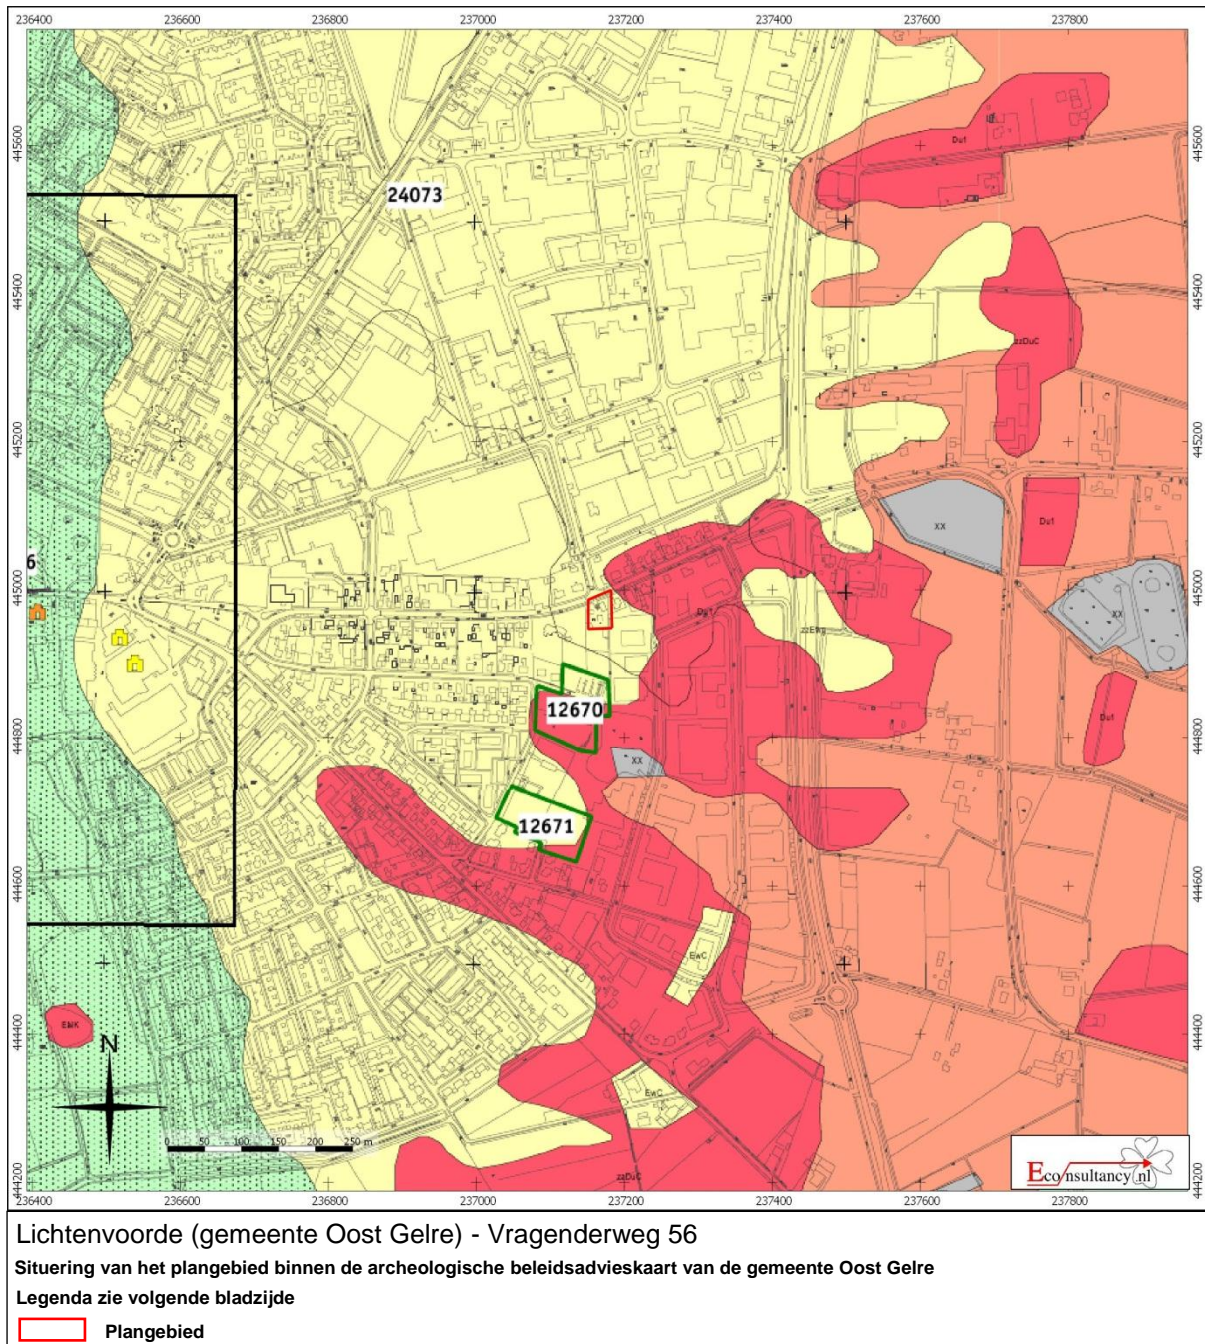 236400 236600 236800 237000 237200 237400 237600 237800
445600 445600
Du1
24073
445400 445400
zzDuC
445200 445200
XX
Du1
6
445000 445000
XX
Du1
zzEfkg
12670
Du1
444800 444800
XX
12671
444600 444600
EwC
EMK
444400 444400
N
EwC
0 50 100 150 200 250 m
zaDuC
Econsultancy.nl
444200 444200
236400 236600 236800 237000 237200 237400 237600 237800
Lichtenvoorde (gemeente Oost Gelre) - Vragenderweg 56
Situering van het plangebied binnen de archeologische beleidsadvieskaart van de gemeente Oost Gelre
Legenda zie volgende bladzijde
Plangebied